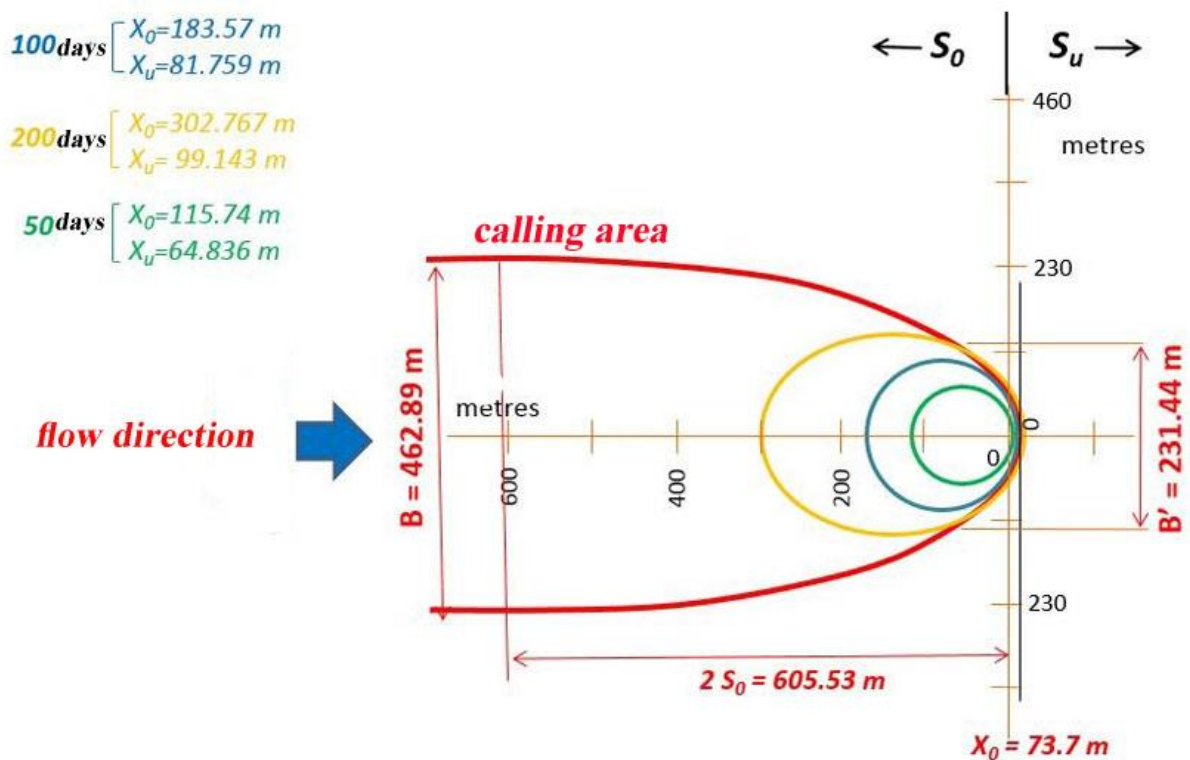 100days X₀=183.57 m
Xᵤ=81.759 m
200days X₀=302.767 m
Xᵤ= 99.143 m
50days X₀=115.74 m
Xᵤ=64.836 m
← S₀ Sᵤ →
460
metres
calling area
230
metres
flow direction
B = 462.89 m
600
400
200
0
0
B' = 231.44 m
230
2 S₀ = 605.53 m
X₀ = 73.7 m